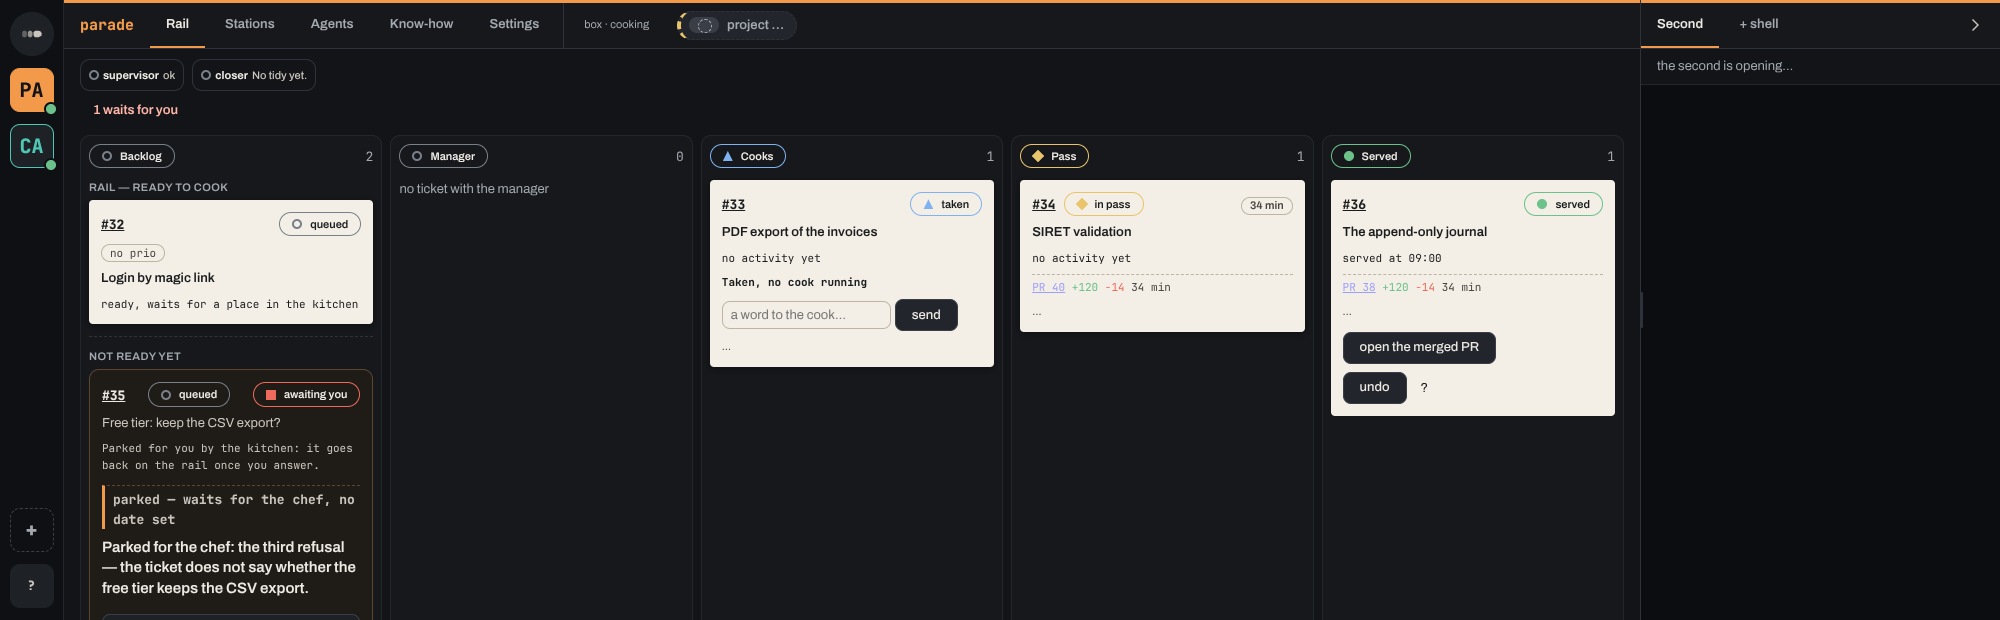 parade
Rail
Stations
Agents
Know-how
Settings
box · cooking
project ...
Second
+ shell
PA
CA
+
?
supervisor ok
closer No tidy yet.
the second is opening...
1 waits for you
Backlog
2
RAIL — READY TO COOK
#32
queued
no prio
Login by magic link
ready, waits for a place in the kitchen
NOT READY YET
#35
queued
awaiting you
Free tier: keep the CSV export?
Parked for you by the kitchen: it goes
back on the rail once you answer.
parked — waits for the chef, no
date set
Parked for the chef: the third refusal
— the ticket does not say whether the
free tier keeps the CSV export.
Manager
0
no ticket with the manager
Cooks
1
#33
taken
PDF export of the invoices
no activity yet
Taken, no cook running
a word to the cook...
send
...
Pass
1
#34
in pass
34 min
SIRET validation
no activity yet
PR 40 +120 -14 34 min
...
Served
1
#36
served
The append-only journal
served at 09:00
PR 38 +120 -14 34 min
...
open the merged PR
undo
?